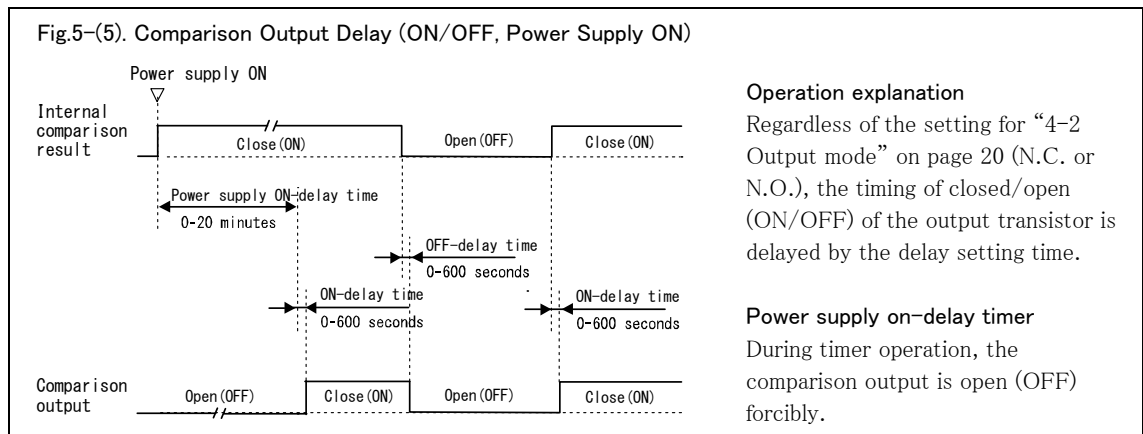 Fig.5-(5). Comparison Output Delay (ON/OFF, Power Supply ON)
Power supply ON
Internal
comparison
result
Close(ON)
Open(OFF)
Close(ON)
Power supply ON-delay time
0-20 minutes
OFF-delay time
0-600 seconds
ON-delay time
0-600 seconds
ON-delay time
0-600 seconds
Comparison
output
Open(OFF)
Close(ON)
Open(OFF)
Close(ON)
Operation explanation
Regardless of the setting for “4-2
Output mode” on page 20 (N.C. or
N.O.), the timing of closed/open
(ON/OFF) of the output transistor is
delayed by the delay setting time.
Power supply on-delay timer
During timer operation, the
comparison output is open (OFF)
forcibly.